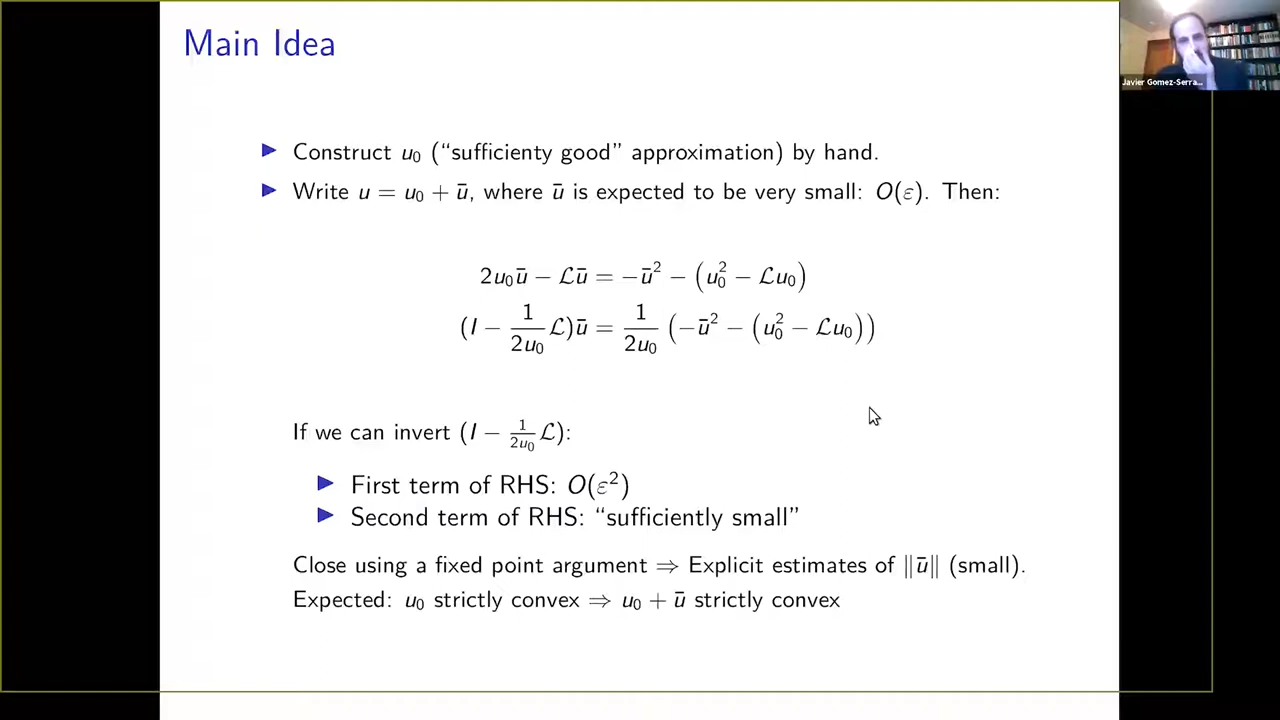 Main Idea
Javier Gomez-Serra...
▶ Construct u₀ (“sufficienty good” approximation) by hand.
▶ Write u = u₀ + ū, where ū is expected to be very small: O(ε). Then:
2u₀ū − ℒū = −ū² − (u₀² − ℒu₀)
(I − 1/2u₀ ℒ)ū = 1/2u₀ (−ū² − (u₀² − ℒu₀))
If we can invert (I − 1/2u₀ ℒ):
▶ First term of RHS: O(ε²)
▶ Second term of RHS: “sufficiently small”
Close using a fixed point argument ⇒ Explicit estimates of ‖ū‖ (small).
Expected: u₀ strictly convex ⇒ u₀ + ū strictly convex